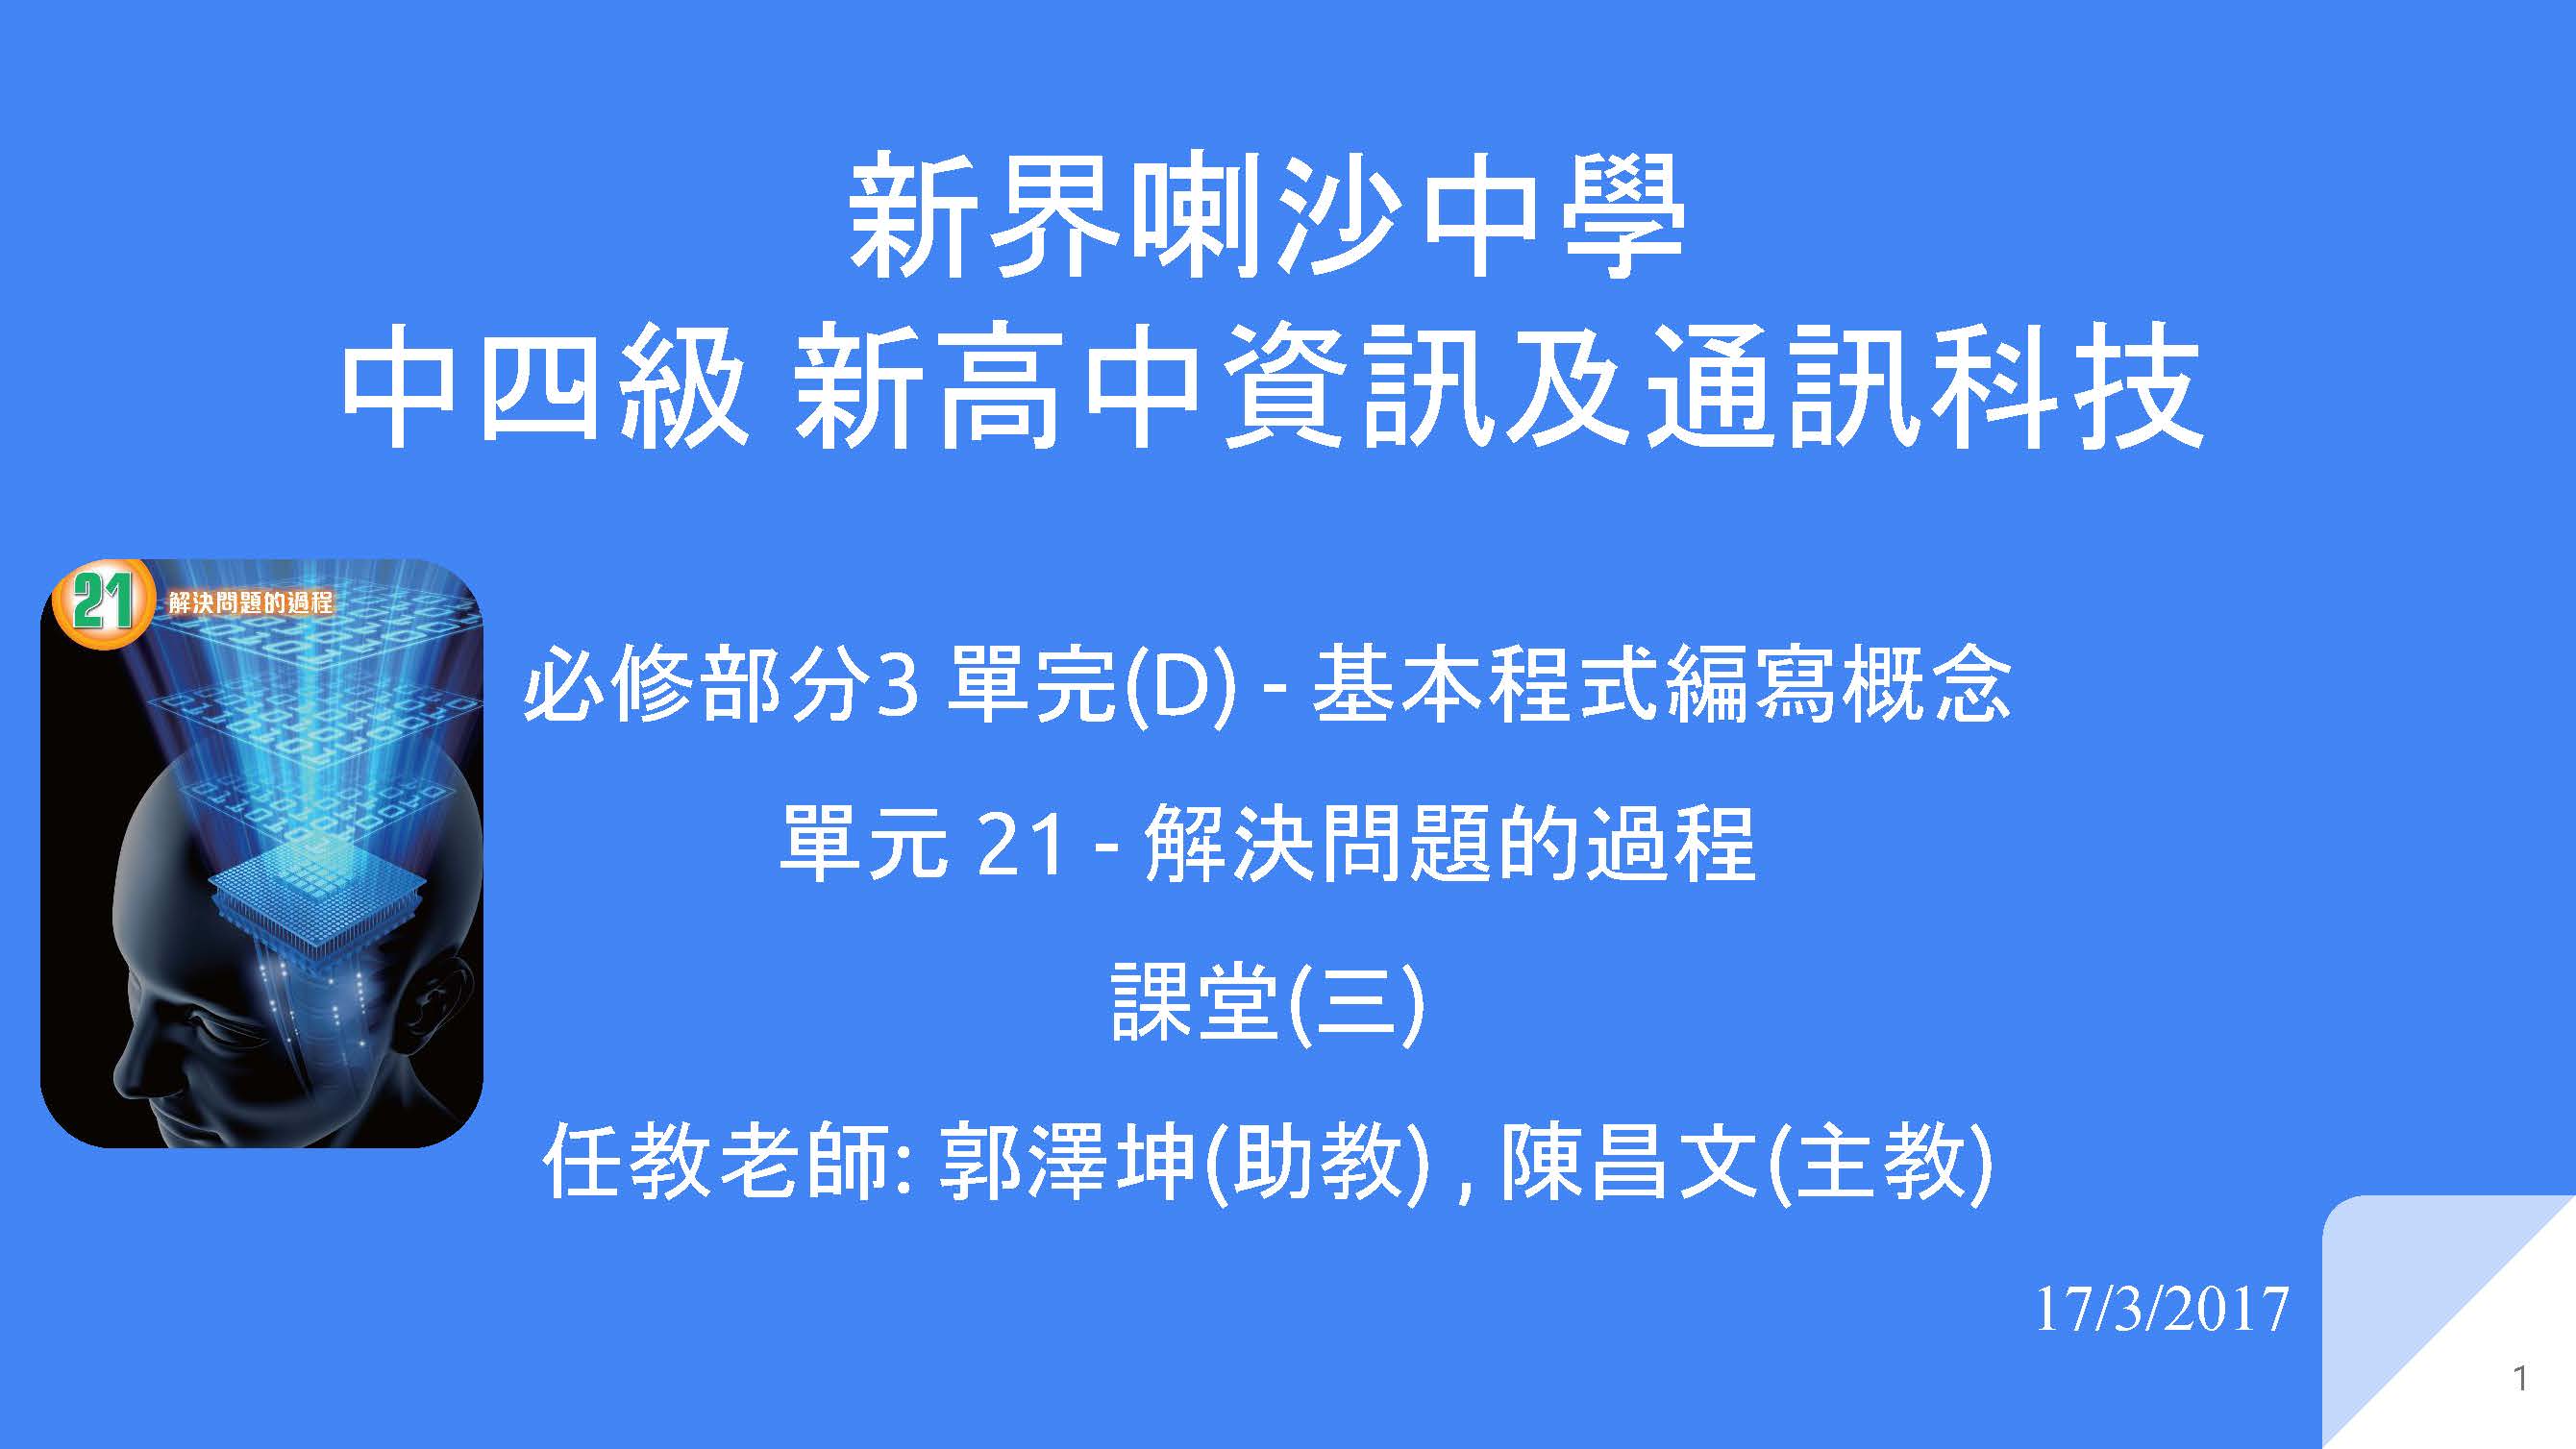 新界喇沙中學
中四級 新高中資訊及通訊科技
21 解決問題的過程
必修部分3 單完(D) - 基本程式編寫概念
單元 21 - 解決問題的過程
課堂(三)
任教老師: 郭澤坤(助教) , 陳昌文(主教)
17/3/2017
1